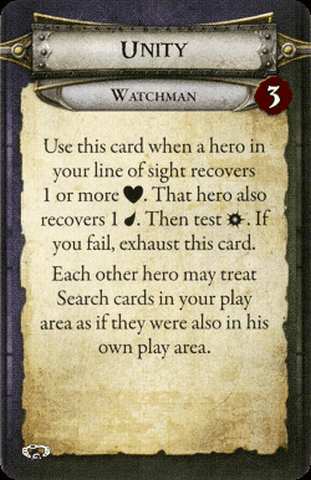 UNITY
WATCHMAN
3
Use this card when a hero in
your line of sight recovers
1 or more . That hero also
recovers 1 . Then test . If
you fail, exhaust this card.
Each other hero may treat
Search cards in your play
area as if they were also in his
own play area.